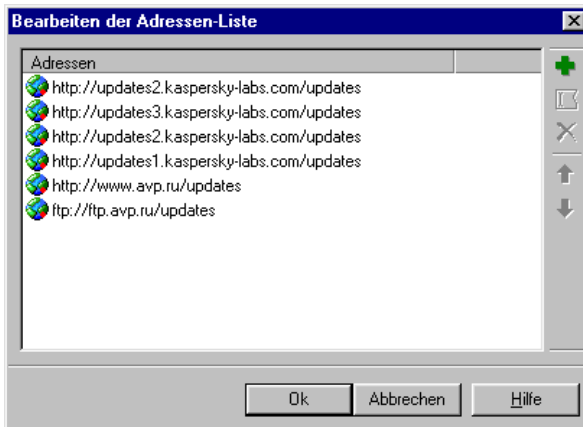 Bearbeiten der Adressen-Liste
Adressen
http://updates2.kaspersky-labs.com/updates
http://updates3.kaspersky-labs.com/updates
http://updates2.kaspersky-labs.com/updates
http://updates1.kaspersky-labs.com/updates
http://www.avp.ru/updates
ftp://ftp.avp.ru/updates
Ok Abbrechen Hilfe